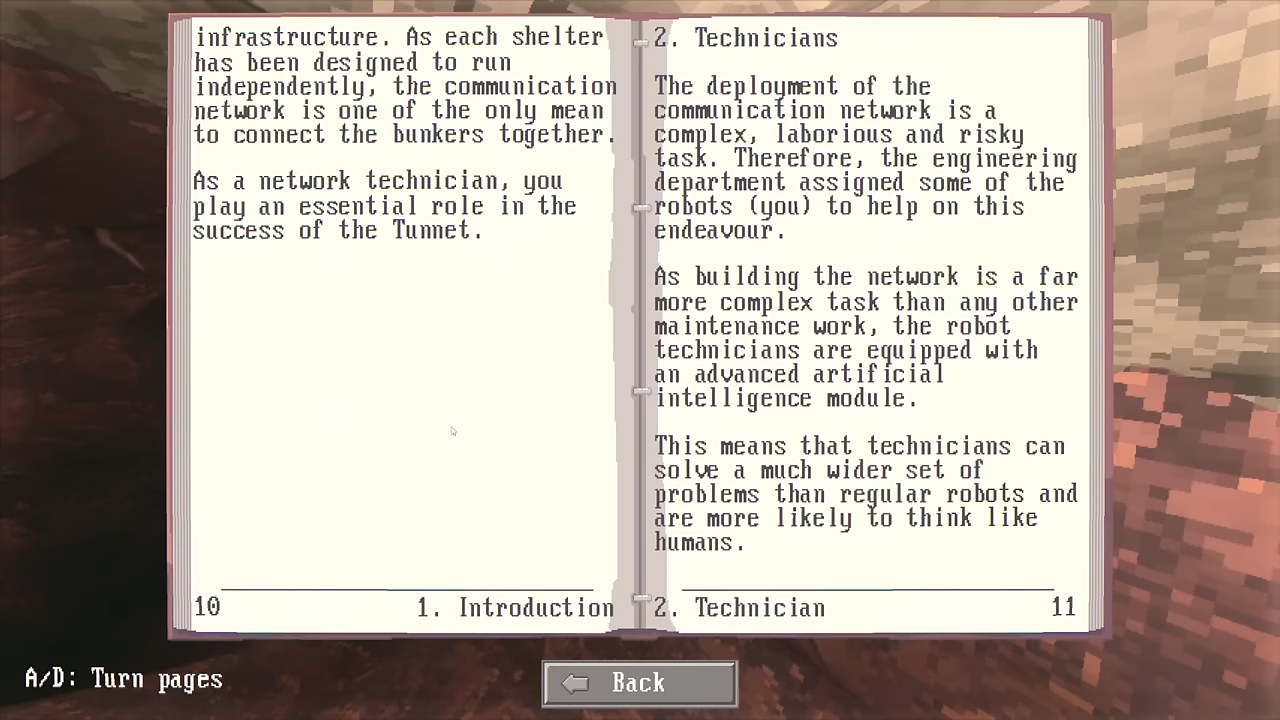 infrastructure. As each shelter
has been designed to run
independently, the communication
network is one of the only mean
to connect the bunkers together.
As a network technician, you
play an essential role in the
success of the Tunnet.
10
1. Introduction
2. Technicians
The deployment of the
communication network is a
complex, laborious and risky
task. Therefore, the engineering
department assigned some of the
robots (you) to help on this
endeavour.
As building the network is a far
more complex task than any other
maintenance work, the robot
technicians are equipped with
an advanced artificial
intelligence module.
This means that technicians can
solve a much wider set of
problems than regular robots and
are more likely to think like
humans.
2. Technician
11
A/D: Turn pages
Back